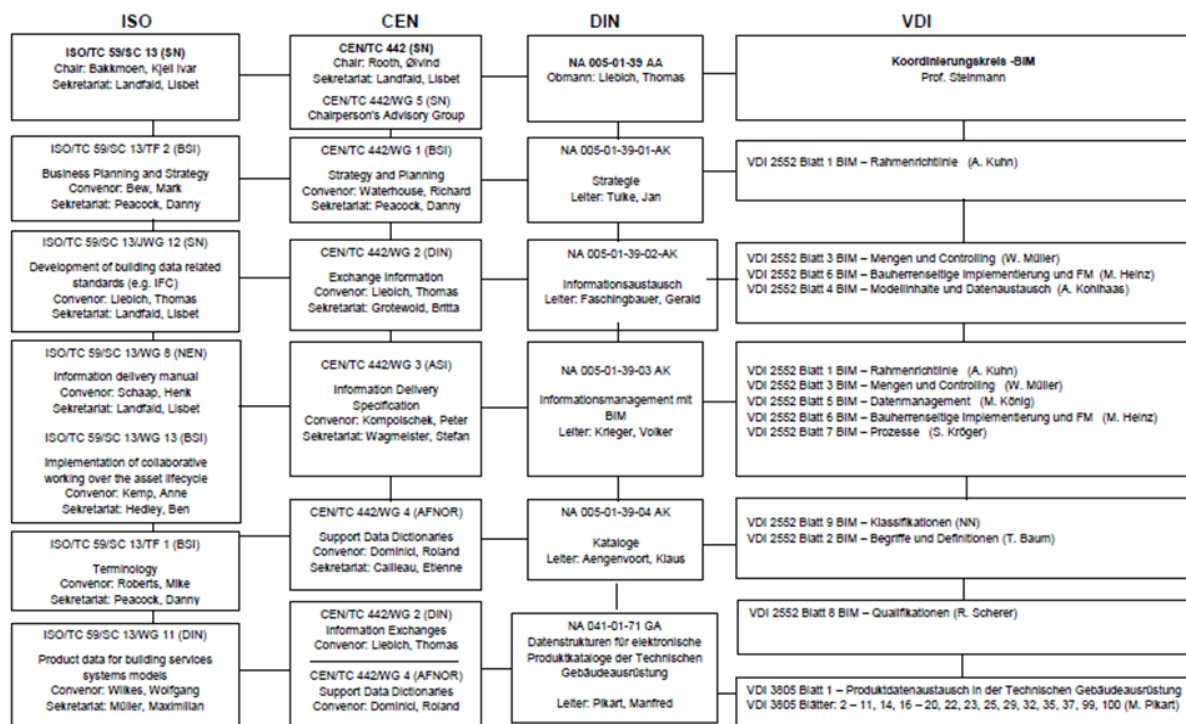 ISO
CEN
DIN
VDI
ISO/TC 59/SC 13 (SN)
Chair: Bakkmoen, Kjell Ivar
Sekretariat: Landfald, Lisbet
CEN/TC 442 (SN)
Chair: Rooth, Øivind
Sekretariat: Landfald, Lisbet
CEN/TC 442/WG 5 (SN)
Chairperson's Advisory Group
NA 005-01-39 AA
Obmann: Liebich, Thomas
Koordinierungskreis -BIM
Prof. Steinmann
ISO/TC 59/SC 13/TF 2 (BSI)
Business Planning and Strategy
Convenor: Bew, Mark
Sekretariat: Peacock, Danny
CEN/TC 442/WG 1 (BSI)
Strategy and Planning
Convenor: Waterhouse, Richard
Sekretariat: Peacock, Danny
NA 005-01-39-01-AK
Strategie
Leiter: Tulke, Jan
VDI 2552 Blatt 1 BIM – Rahmenrichtlinie (A. Kuhn)
ISO/TC 59/SC 13/JWG 12 (SN)
Development of building data related
standards (e.g. IFC)
Convenor: Liebich, Thomas
Sekretariat: Landfald, Lisbet
CEN/TC 442/WG 2 (DIN)
Exchange Information
Convenor: Liebich, Thomas
Sekretariat: Grotewold, Britta
NA 005-01-39-02-AK
Informationsaustausch
Leiter: Faschingbauer, Gerald
VDI 2552 Blatt 3 BIM – Mengen und Controlling (W. Müller)
VDI 2552 Blatt 6 BIM – Bauherrenseitige Implementierung und FM (M. Heinz)
VDI 2552 Blatt 4 BIM – Modellinhalte und Datenaustausch (A. Kohlhaas)
ISO/TC 59/SC 13/WG 8 (NEN)
Information delivery manual
Convenor: Schaap, Henk
Sekretariat: Landfald, Lisbet
ISO/TC 59/SC 13/WG 13 (BSI)
Implementation of collaborative
working over the asset lifecycle
Convenor: Kemp, Anne
Sekretariat: Hedley, Ben
CEN/TC 442/WG 3 (ASI)
Information Delivery
Specification
Convenor: Kompolschek, Peter
Sekretariat: Wagmeister, Stefan
NA 005-01-39-03 AK
Informationsmanagement mit
BIM
Leiter: Krieger, Volker
VDI 2552 Blatt 1 BIM – Rahmenrichtlinie (A. Kuhn)
VDI 2552 Blatt 3 BIM – Mengen und Controlling (W. Müller)
VDI 2552 Blatt 5 BIM – Datenmanagement (M. König)
VDI 2552 Blatt 6 BIM – Bauherrenseitige Implementierung und FM (M. Heinz)
VDI 2552 Blatt 7 BIM – Prozesse (S. Kröger)
ISO/TC 59/SC 13/TF 1 (BSI)
Terminology
Convenor: Roberts, Mike
Sekretariat: Peacock, Danny
CEN/TC 442/WG 4 (AFNOR)
Support Data Dictionaries
Convenor: Dominici, Roland
Sekretariat: Cailleau, Etienne
NA 005-01-39-04 AK
Kataloge
Leiter: Aengenvoort, Klaus
VDI 2552 Blatt 9 BIM – Klassifikationen (NN)
VDI 2552 Blatt 2 BIM – Begriffe und Definitionen (T. Baum)
VDI 2552 Blatt 8 BIM – Qualifikationen (R. Scherer)
ISO/TC 59/SC 13/WG 11 (DIN)
Product data for building services
systems models
Convenor: Wilkes, Wolfgang
Sekretariat: Müller, Maximilian
CEN/TC 442/WG 2 (DIN)
Information Exchanges
Convenor: Liebich, Thomas
CEN/TC 442/WG 4 (AFNOR)
Support Data Dictionaries
Convenor: Dominici, Roland
NA 041-01-71 GA
Datenstrukturen für elektronische
Produktkataloge der Technischen
Gebäudeausrüstung
Leiter: Pikart, Manfred
VDI 3805 Blatt 1 – Produktdatenaustausch in der Technischen Gebäudeausrüstung
VDI 3805 Blätter: 2 – 11, 14, 16 – 20, 22, 23, 25, 29, 32, 35, 37, 99, 100 (M. Pikart)